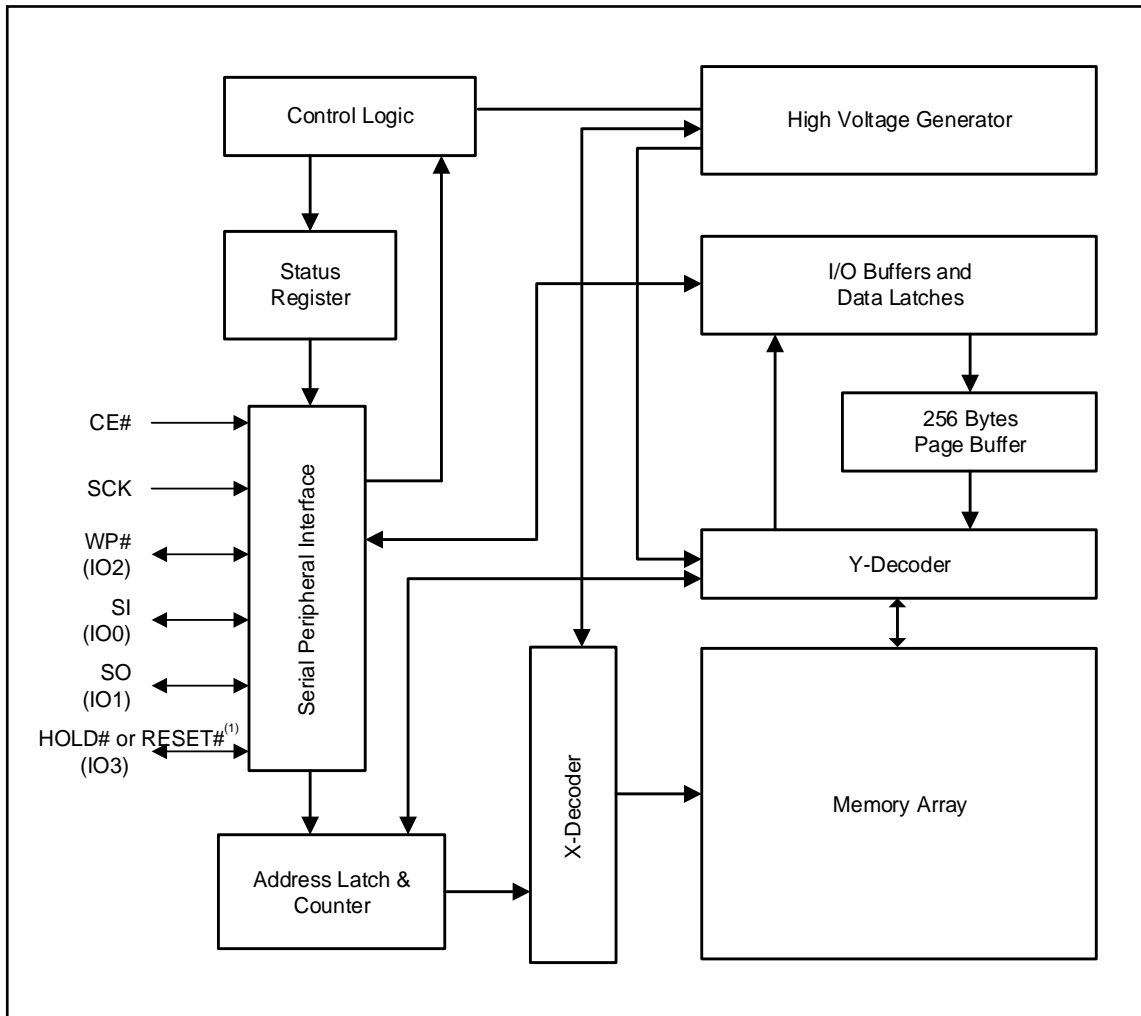 Control Logic
High Voltage Generator
Status
Register
I/O Buffers and
Data Latches
256 Bytes
Page Buffer
CE#
SCK
WP#
(IO2)
SI
(IO0)
SO
(IO1)
HOLD# or RESET#(1)
(IO3)
Serial Peripheral Interface
Y-Decoder
X-Decoder
Memory Array
Address Latch &
Counter